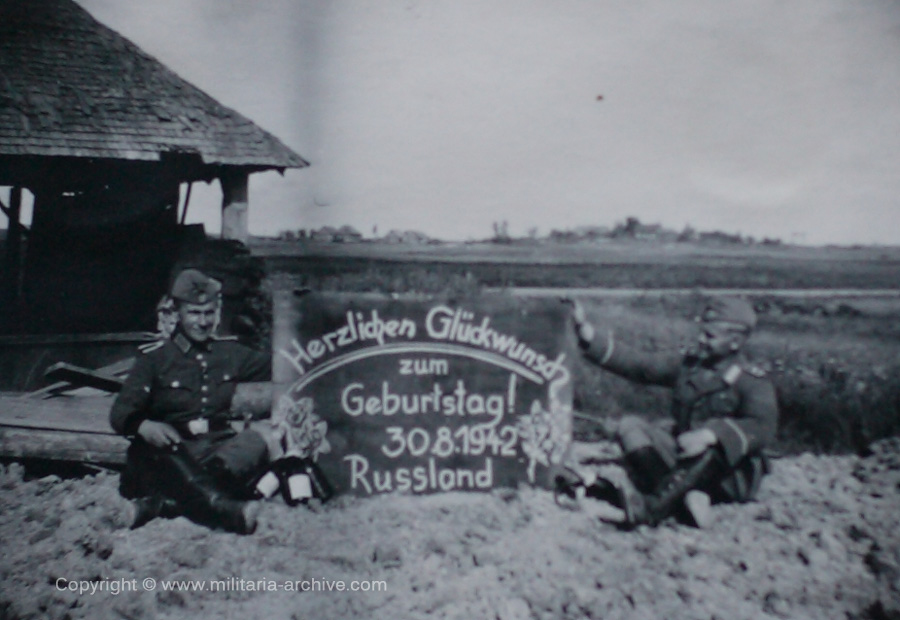 Herzlichen Glückwunsch
zum
Geburtstag!
30.8.1942
Russland
Copyright © www.militaria-archive.com